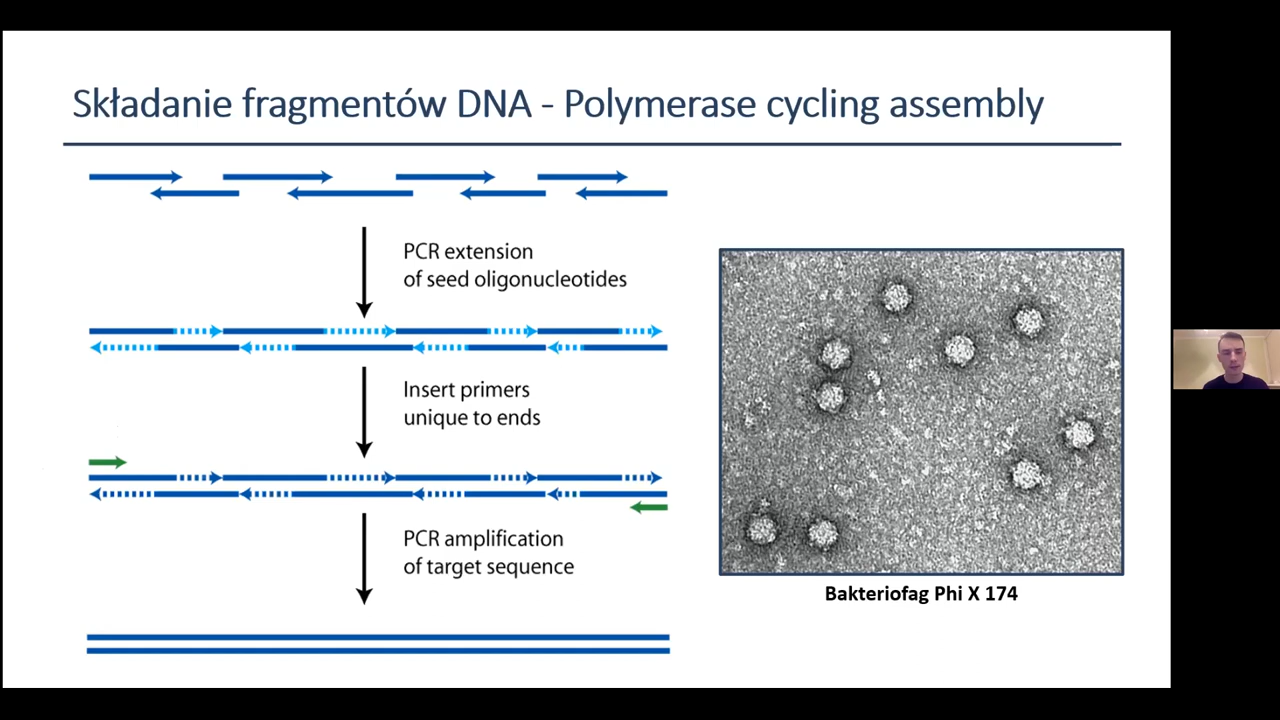 Składanie fragmentów DNA - Polymerase cycling assembly
PCR extension
of seed oligonucleotides
Insert primers
unique to ends
PCR amplification
of target sequence
Bakteriofag Phi X 174